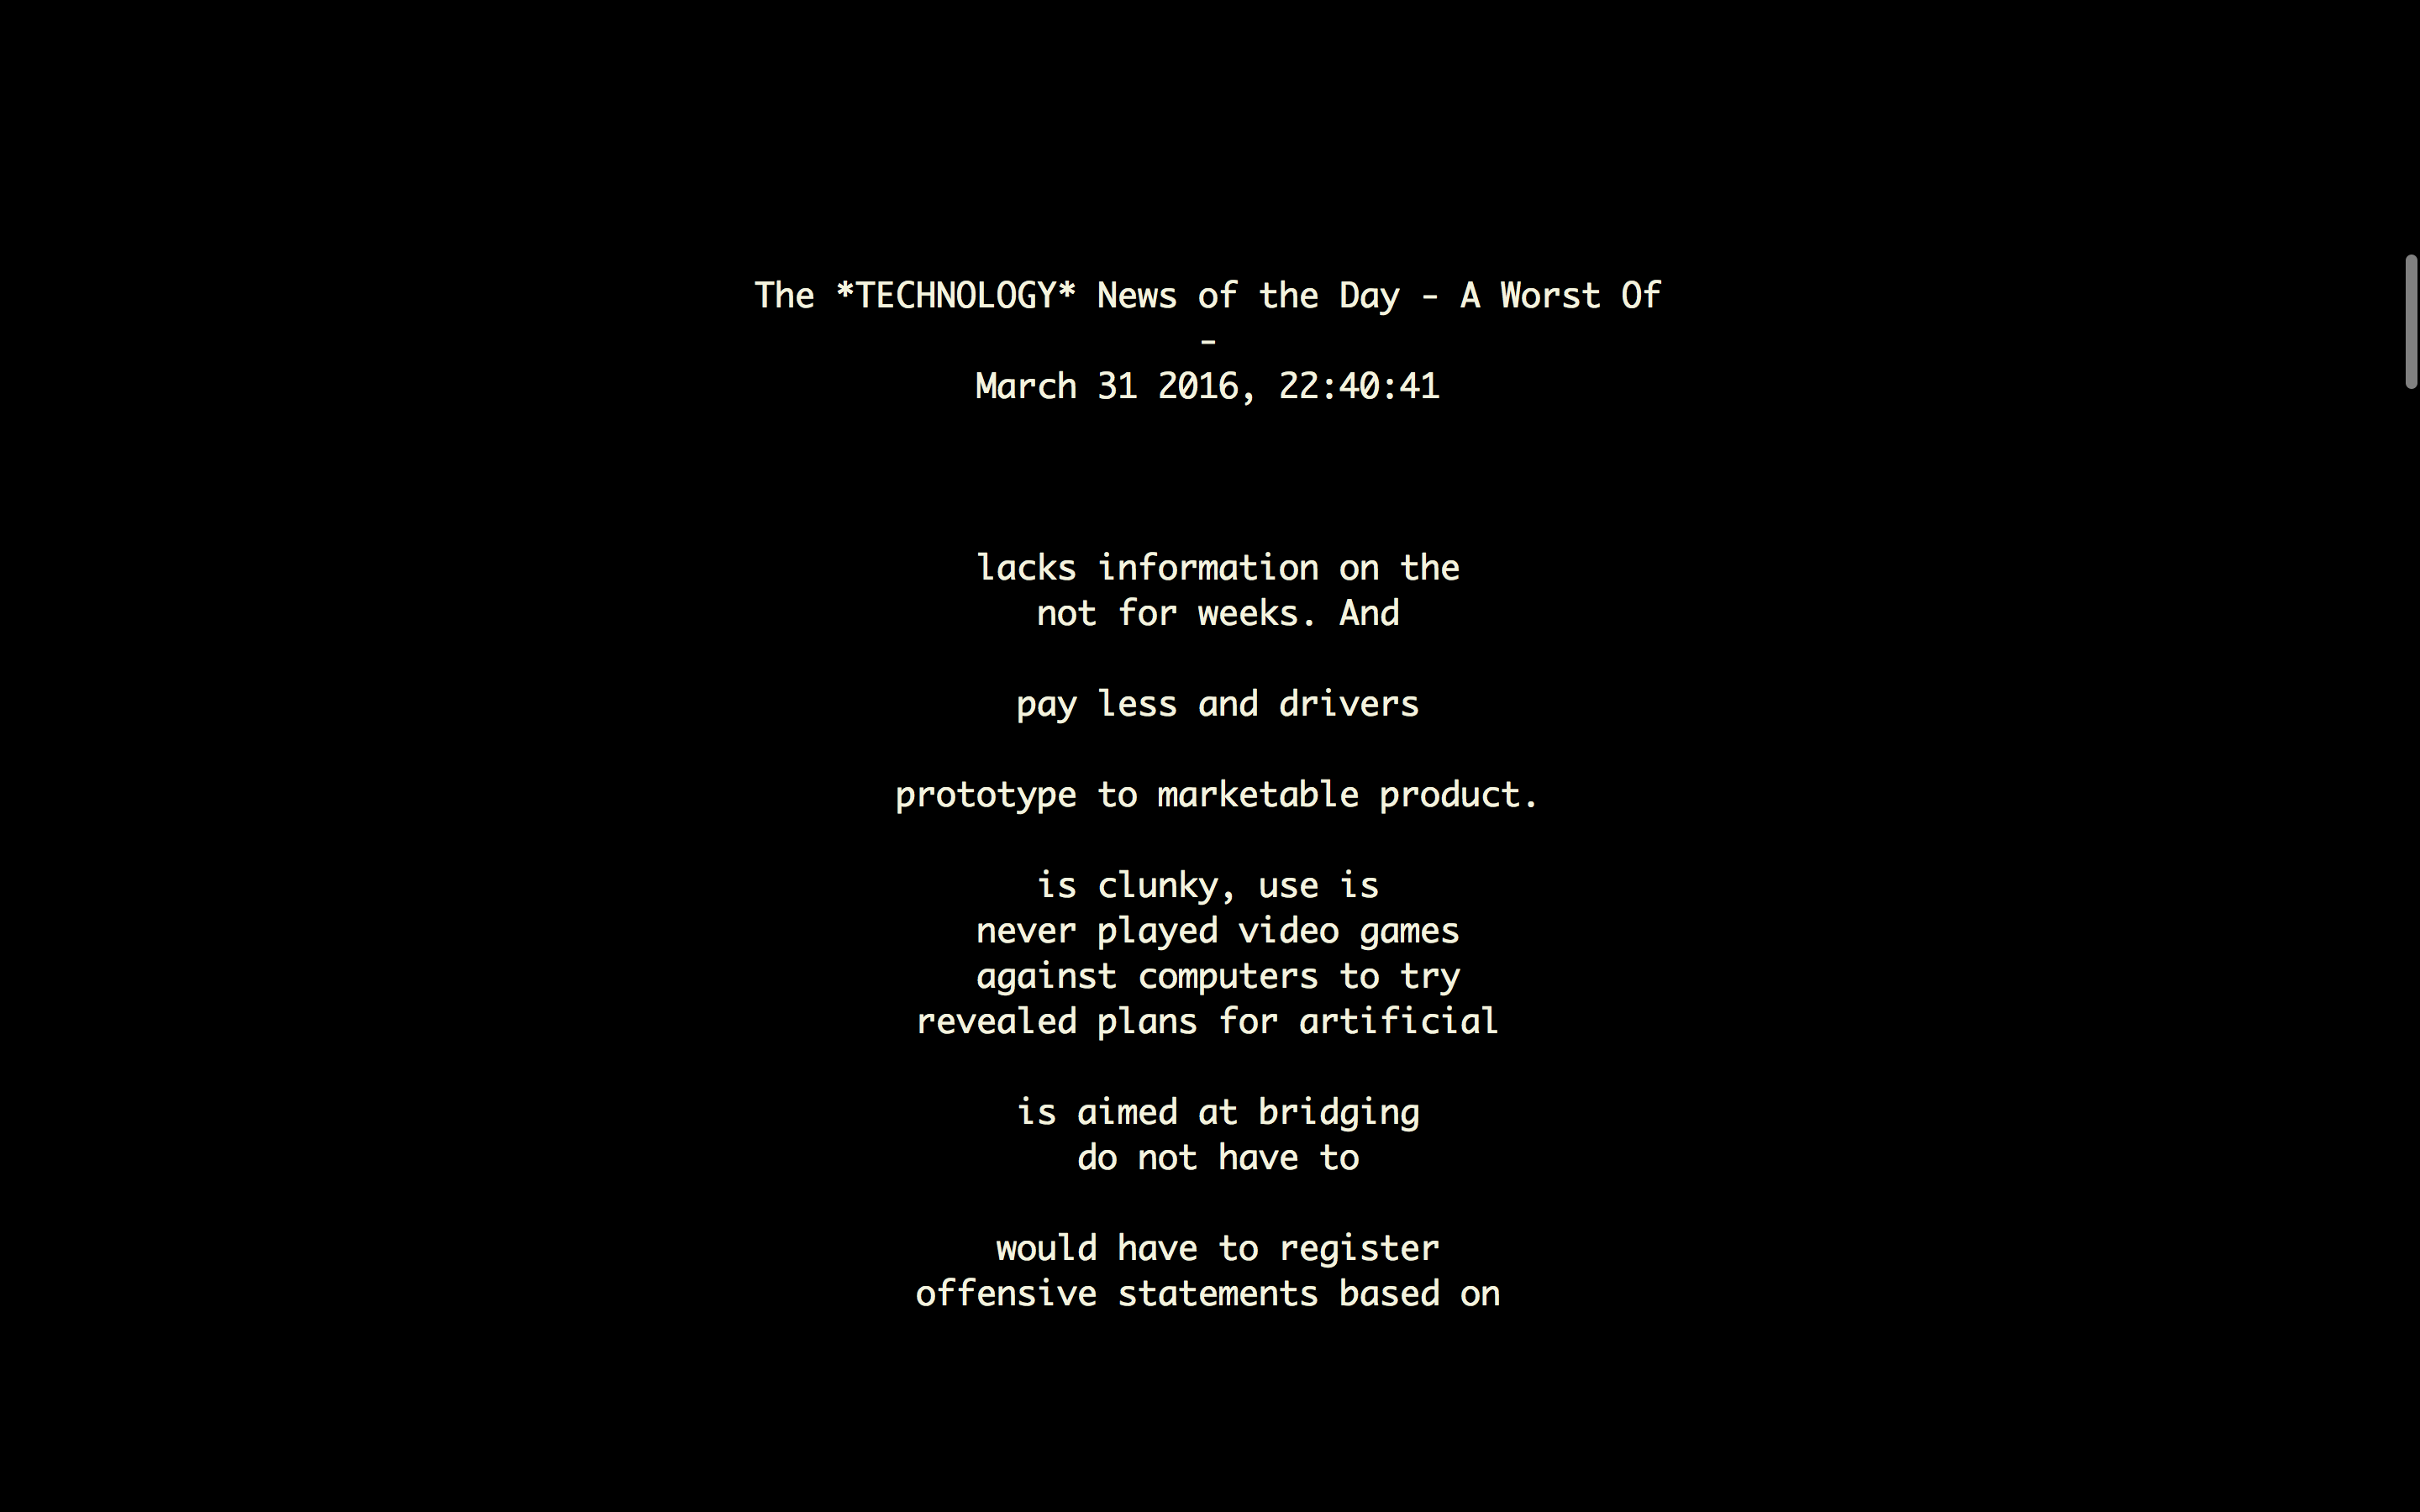 The *TECHNOLOGY* News of the Day - A Worst Of
-
March 31 2016, 22:40:41
lacks information on the
not for weeks. And
pay less and drivers
prototype to marketable product.
is clunky, use is
never played video games
against computers to try
revealed plans for artificial
is aimed at bridging
do not have to
would have to register
offensive statements based on